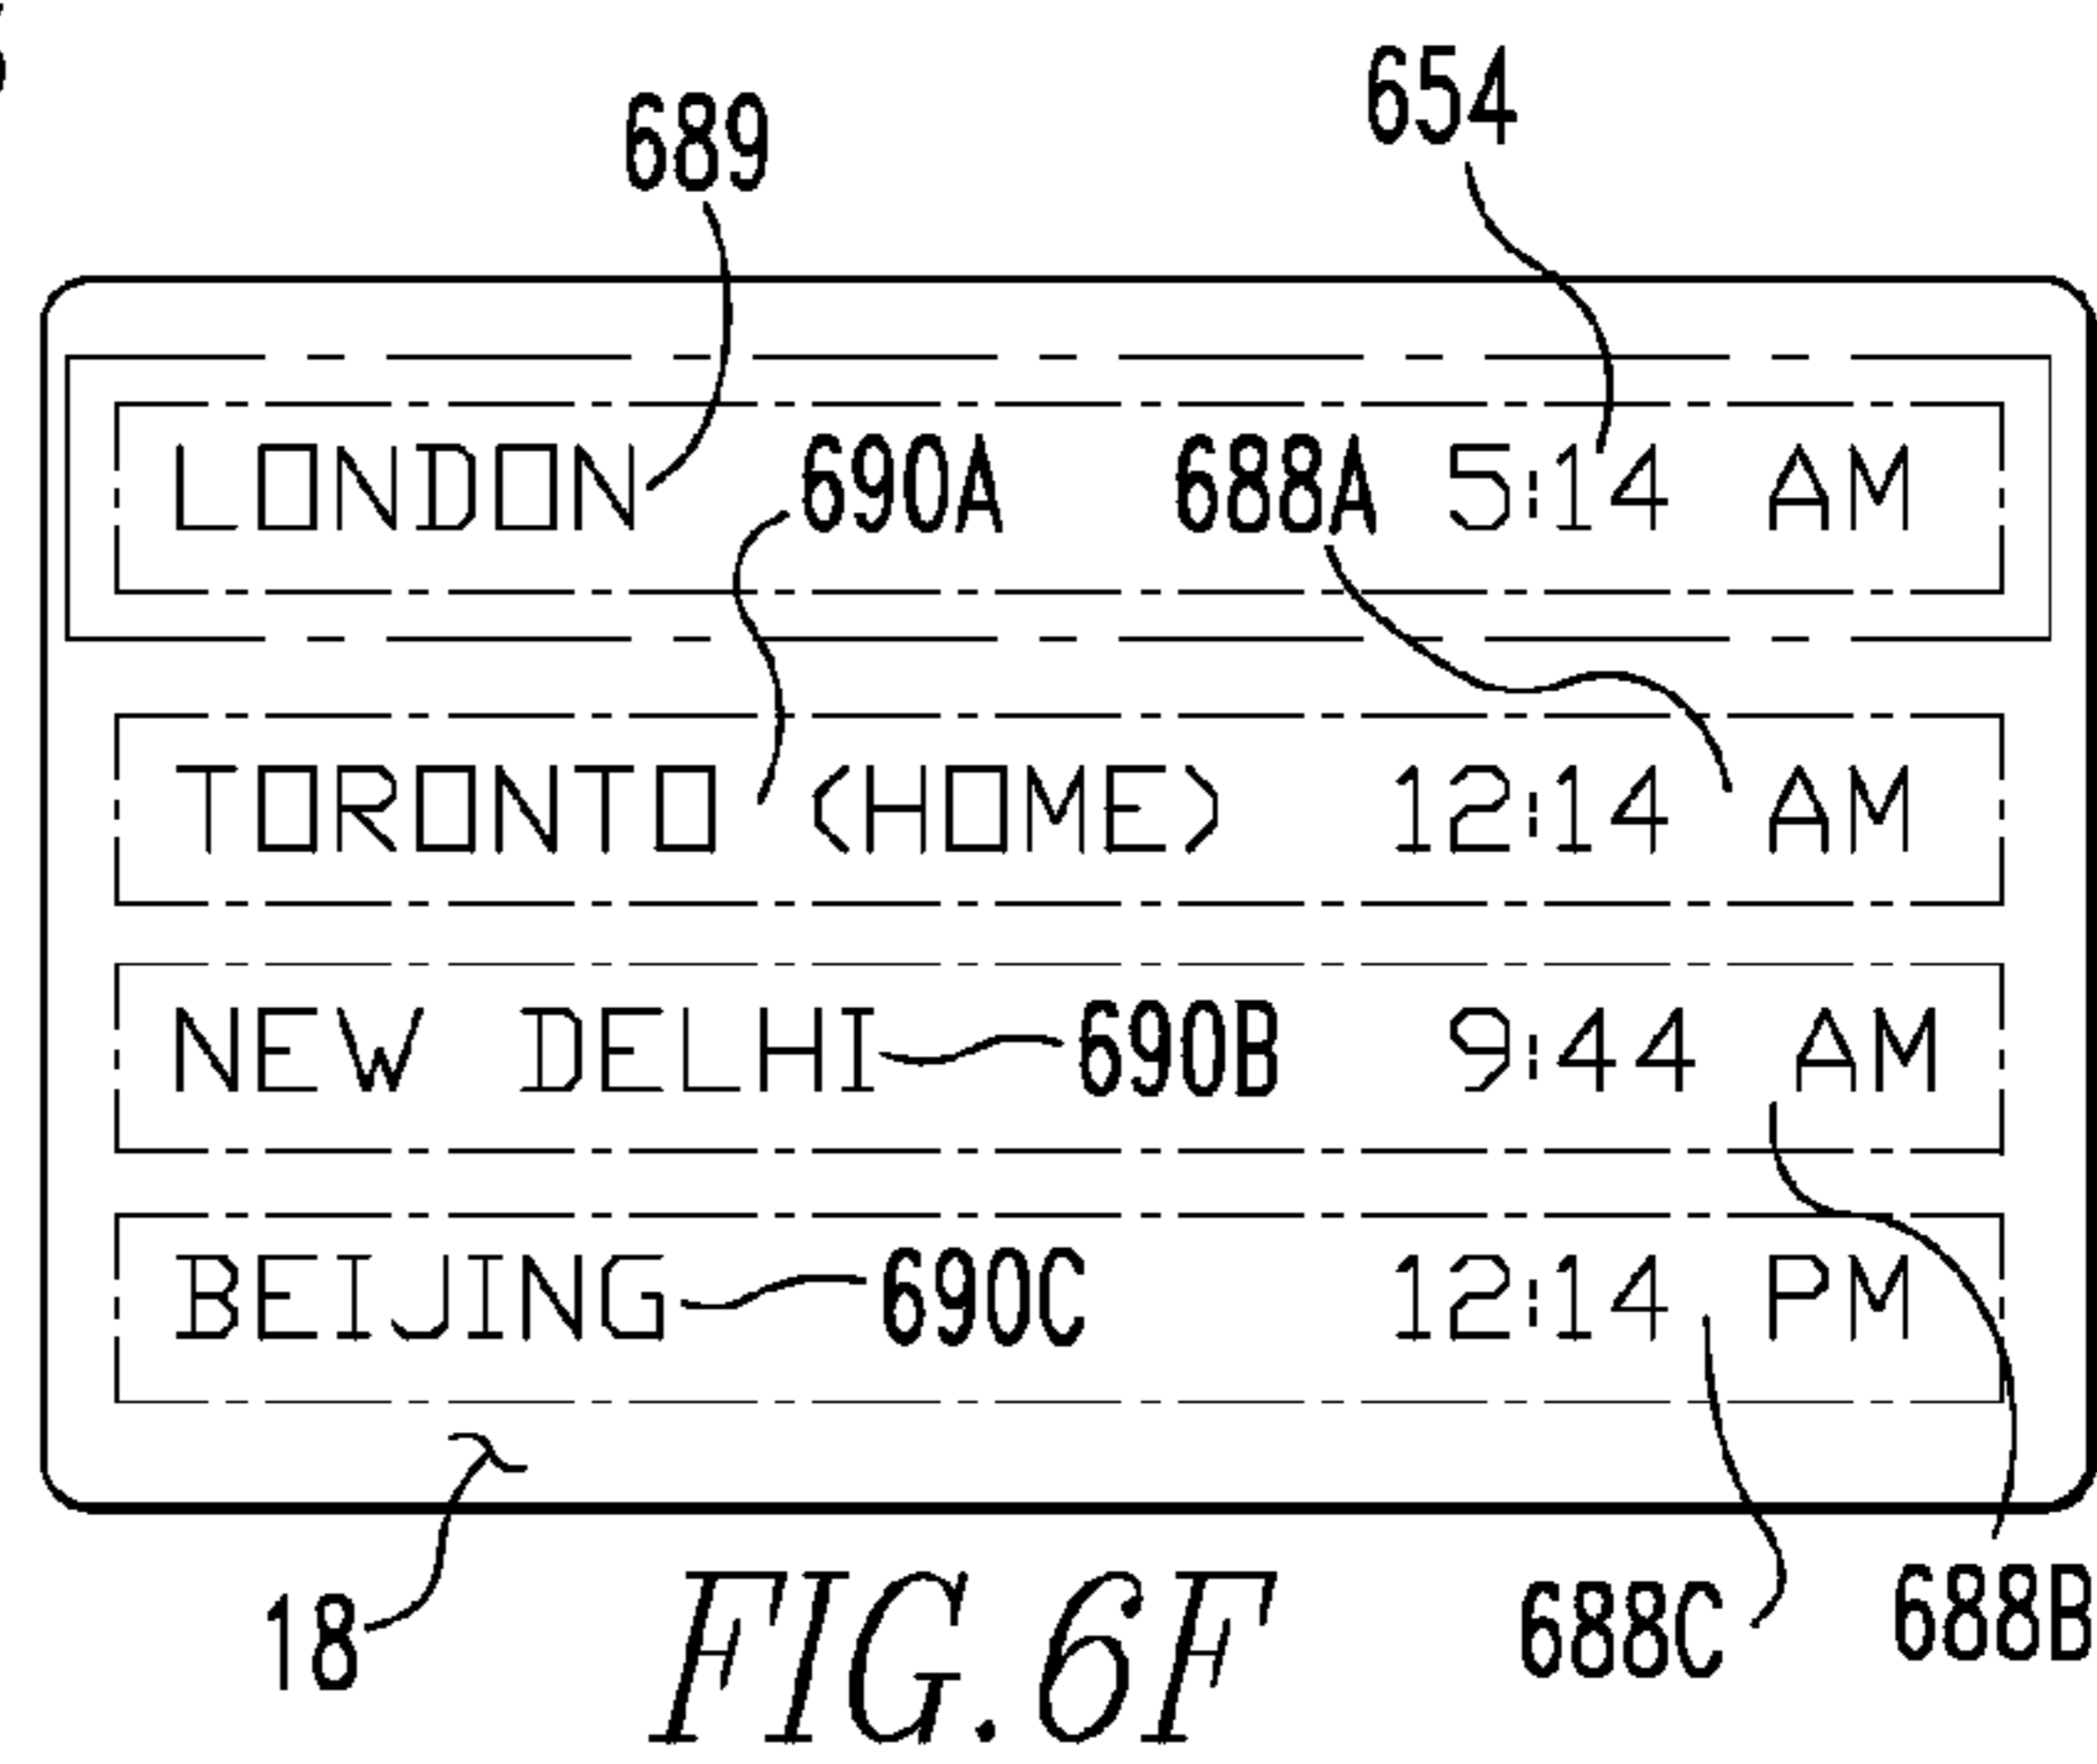 689 654
LONDON 690A 688A 5:14 AM
TORONTO (HOME) 12:14 AM
NEW DELHI 690B 9:44 AM
BEIJING 690C 12:14 PM
18 688C 688B
FIG. 6F